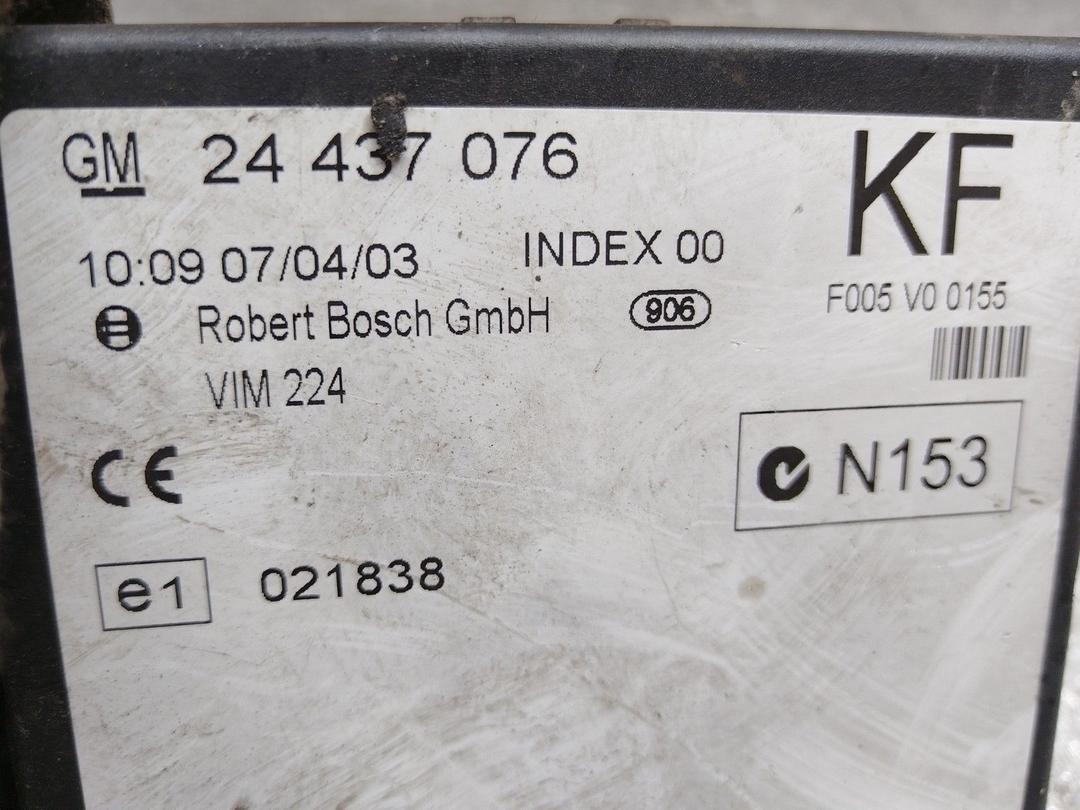 GM 24 437 076
KF
10:09 07/04/03 INDEX 00
F005 V0 0155
Robert Bosch GmbH 906
VIM 224
CE
N153
e1 021838